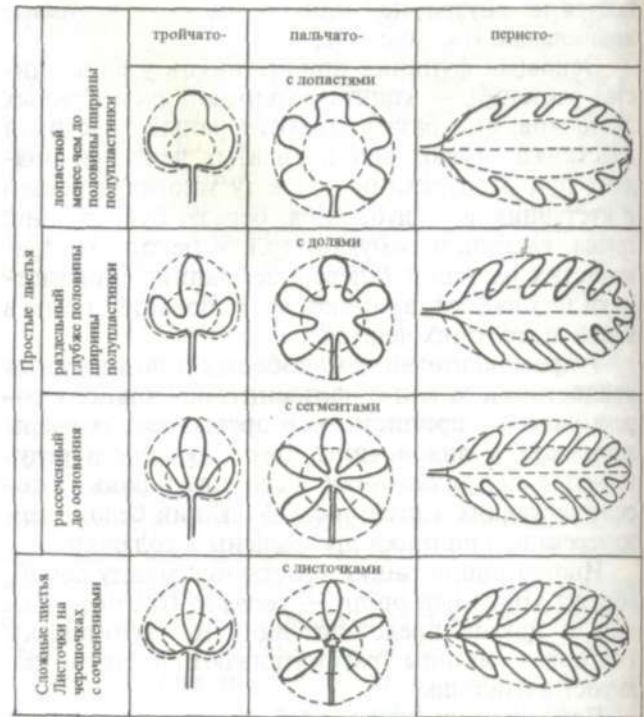 тройчато-
пальчато-
перисто-
Простые листья
лопастной
менее чем до
половины ширины
полупластинки
с лопастями
раздельный
глубже половины
ширины
полупластинки
с долями
рассеченный
до основания
с сегментами
Сложные листья
Листочки на
черешочках
с сочленениями
с листочками